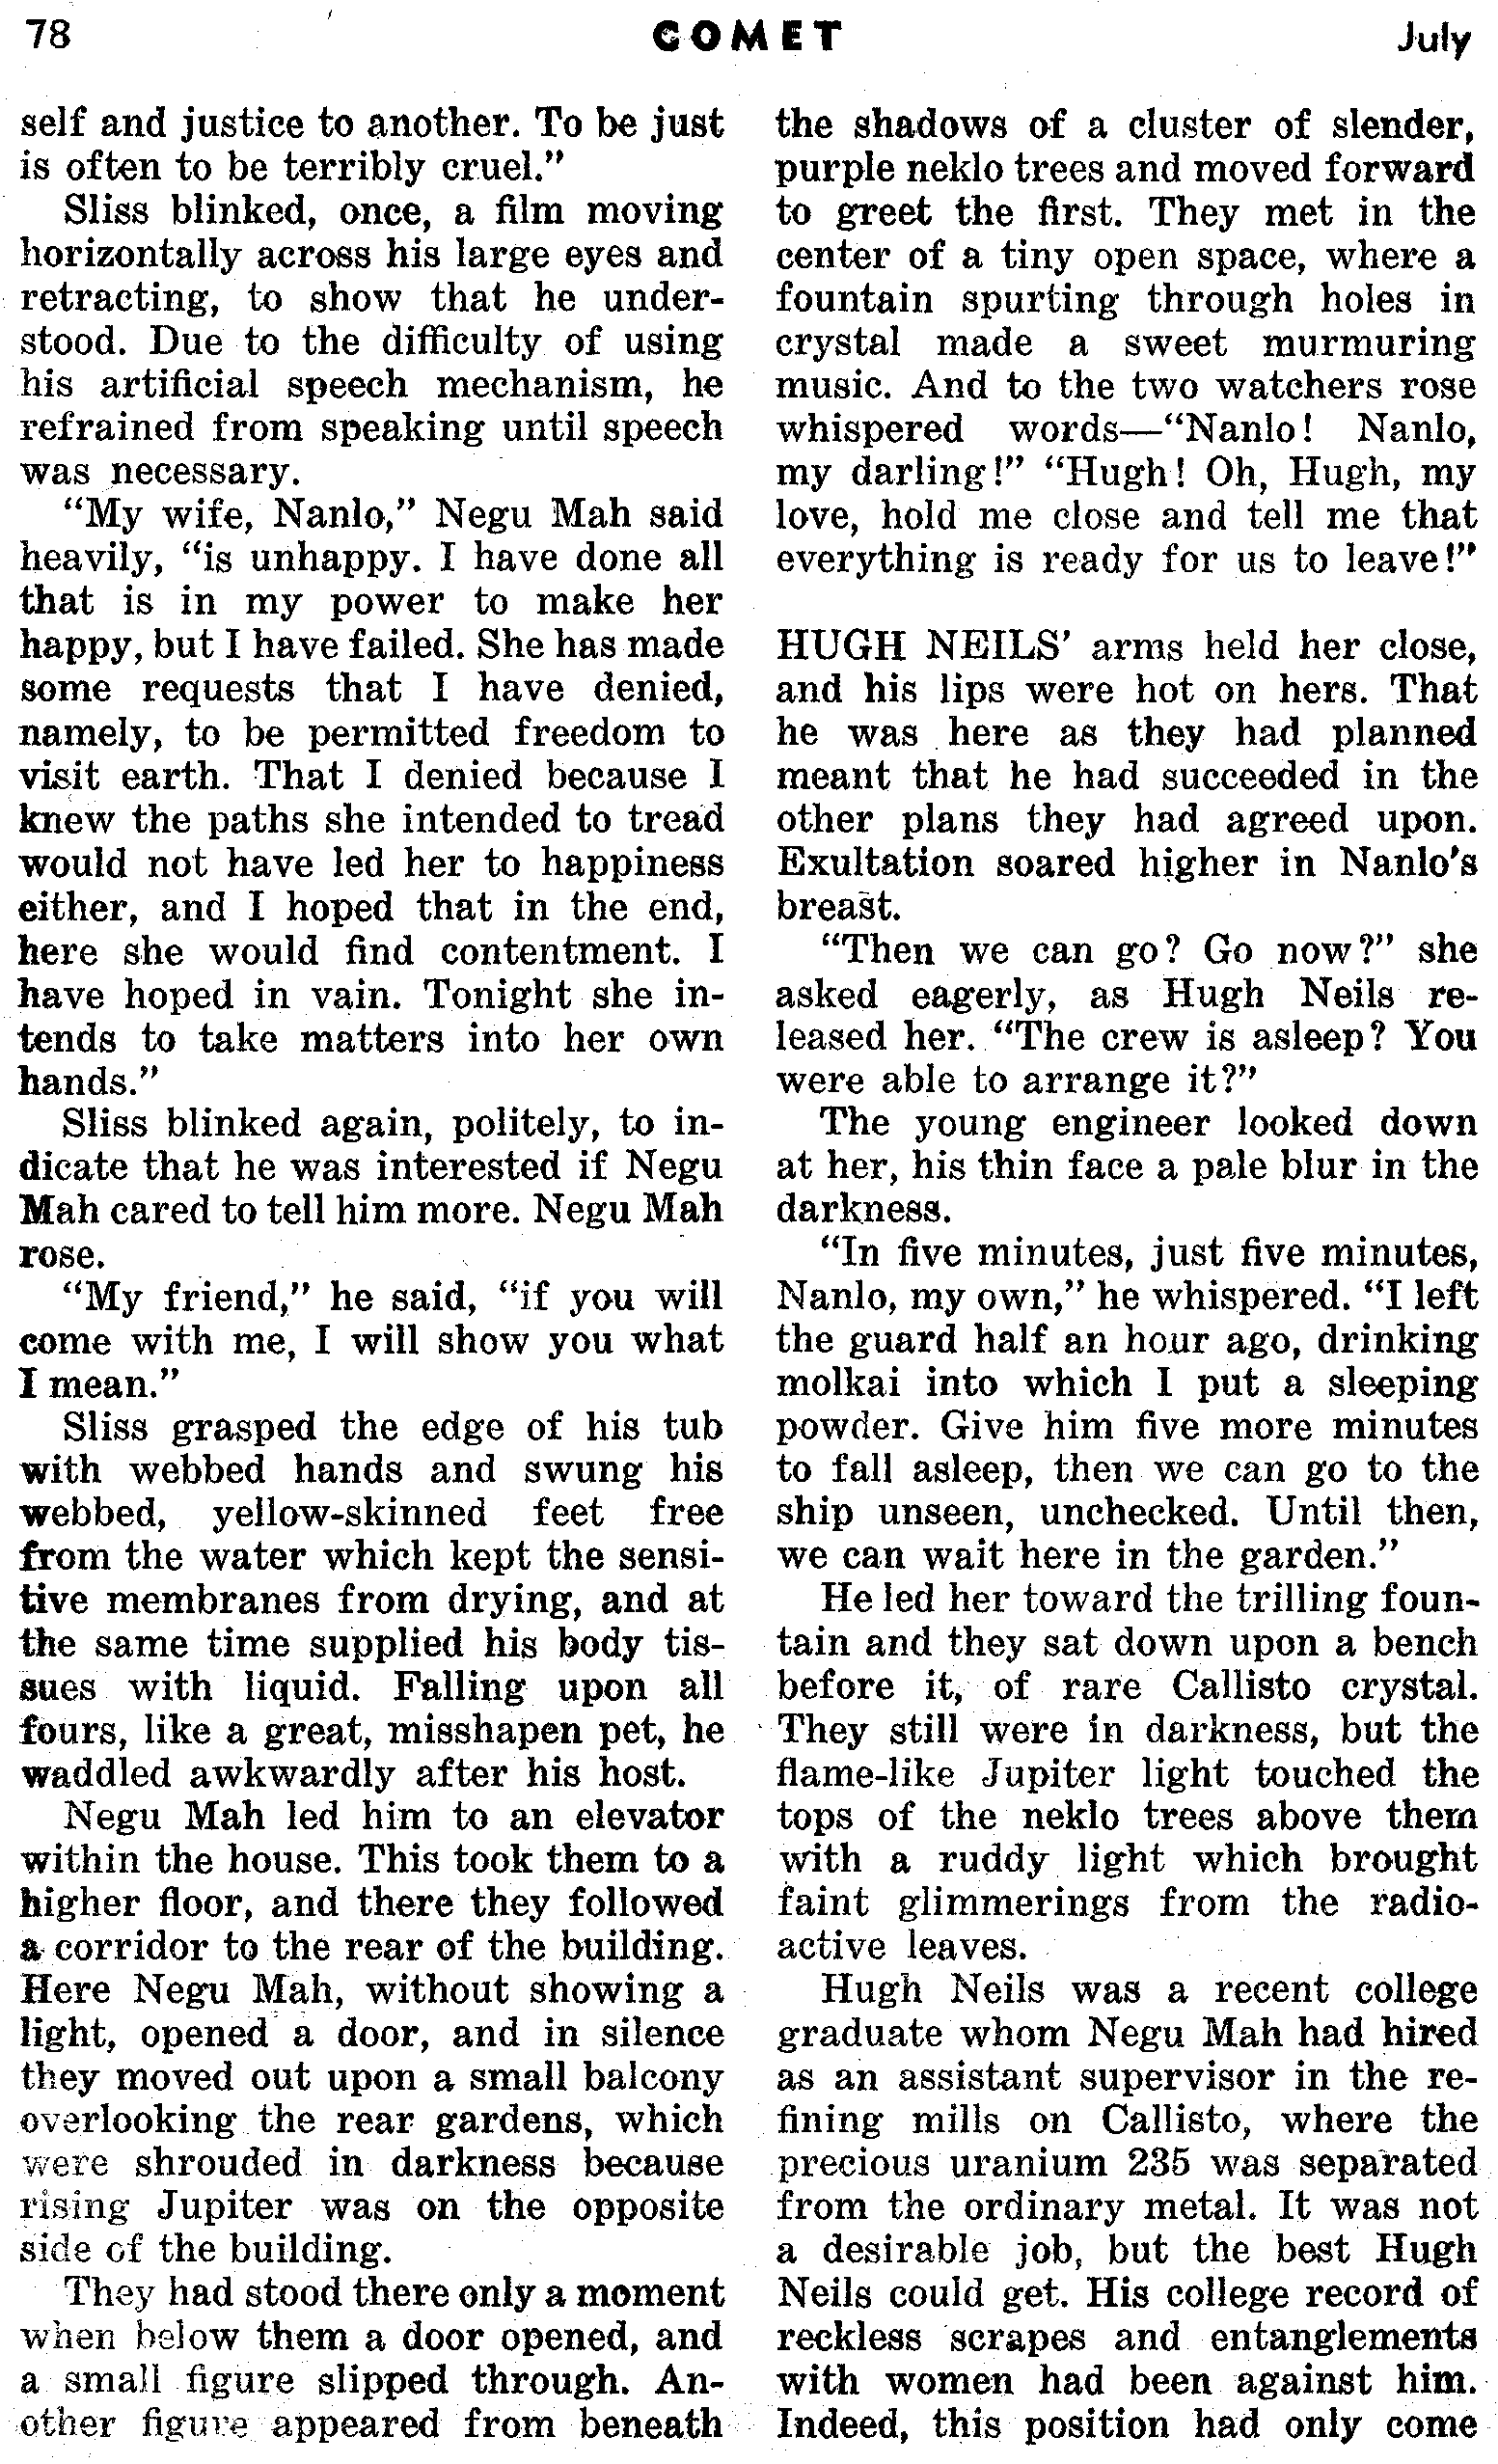 78
COMET
July
self and justice to another. To be just
is often to be terribly cruel."
Sliss blinked, once, a film moving
horizontally across his large eyes and
retracting, to show that he under-
stood. Due to the difficulty of using
his artificial speech mechanism, he
refrained from speaking until speech
was necessary.
"My wife, Nanlo," Negu Mah said
heavily, "is unhappy. I have done all
that is in my power to make her
happy, but I have failed. She has made
some requests that I have denied,
namely, to be permitted freedom to
visit earth. That I denied because I
knew the paths she intended to tread
would not have led her to happiness
either, and I hoped that in the end,
here she would find contentment. I
have hoped in vain. Tonight she in-
tends to take matters into her own
hands."
Sliss blinked again, politely, to in-
dicate that he was interested if Negu
Mah cared to tell him more. Negu Mah
rose.
"My friend," he said, "if you will
come with me, I will show you what
I mean."
Sliss grasped the edge of his tub
with webbed hands and swung his
webbed, yellow-skinned feet free
from the water which kept the sensi-
tive membranes from drying, and at
the same time supplied his body tis-
sues with liquid. Falling upon all
fours, like a great, misshapen pet, he
waddled awkwardly after his host.
Negu Mah led him to an elevator
within the house. This took them to a
higher floor, and there they followed
a corridor to the rear of the building.
Here Negu Mah, without showing a
light, opened a door, and in silence
they moved out upon a small balcony
overlooking the rear gardens, which
were shrouded in darkness because
rising Jupiter was on the opposite
side of the building.
They had stood there only a moment
when below them a door opened, and
a small figure slipped through. An-
other figure appeared from beneath
the shadows of a cluster of slender,
purple neklo trees and moved forward
to greet the first. They met in the
center of a tiny open space, where a
fountain spurting through holes in
crystal made a sweet murmuring
music. And to the two watchers rose
whispered words—"Nanlo! Nanlo,
my darling!" "Hugh! Oh, Hugh, my
love, hold me close and tell me that
everything is ready for us to leave!"
HUGH NEILS' arms held her close,
and his lips were hot on hers. That
he was here as they had planned
meant that he had succeeded in the
other plans they had agreed upon.
Exultation soared higher in Nanlo's
breast.
"Then we can go? Go now?" she
asked eagerly, as Hugh Neils re-
leased her. "The crew is asleep? You
were able to arrange it?"
The young engineer looked down
at her, his thin face a pale blur in the
darkness.
"In five minutes, just five minutes,
Nanlo, my own," he whispered. "I left
the guard half an hour ago, drinking
molkai into which I put a sleeping
powder. Give him five more minutes
to fall asleep, then we can go to the
ship unseen, unchecked. Until then,
we can wait here in the garden."
He led her toward the trilling foun-
tain and they sat down upon a bench
before it, of rare Callisto crystal.
They still were in darkness, but the
flame-like Jupiter light touched the
tops of the neklo trees above them
with a ruddy light which brought
faint glimmerings from the radio-
active leaves.
Hugh Neils was a recent college
graduate whom Negu Mah had hired
as an assistant supervisor in the re-
fining mills on Callisto, where the
precious uranium 235 was separated
from the ordinary metal. It was not
a desirable job, but the best Hugh
Neils could get. His college record of
reckless scrapes and entanglements
with women had been against him.
Indeed, this position had only come